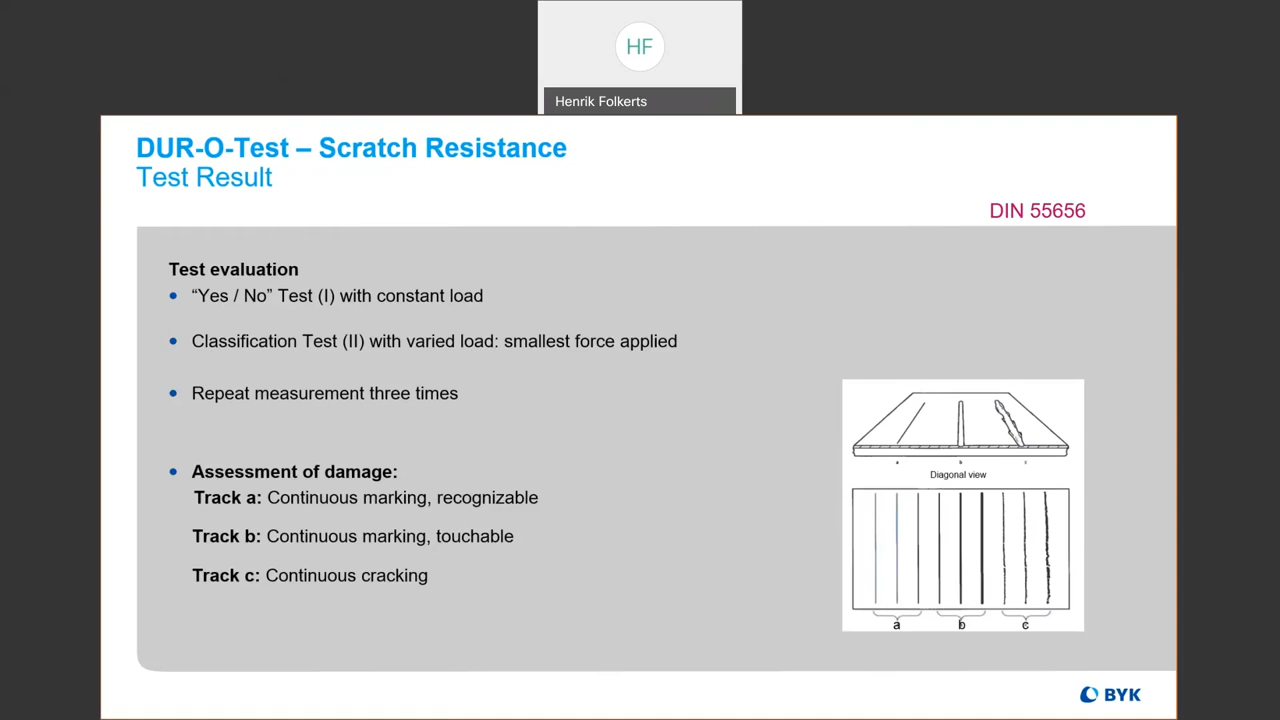 HF
Henrik Folkerts
DUR-O-Test – Scratch Resistance
Test Result
DIN 55656
Test evaluation
• “Yes / No” Test (I) with constant load
• Classification Test (II) with varied load: smallest force applied
• Repeat measurement three times
• Assessment of damage:
Track a: Continuous marking, recognizable
Track b: Continuous marking, touchable
Track c: Continuous cracking
a b c
Diagonal view
a b c
BYK